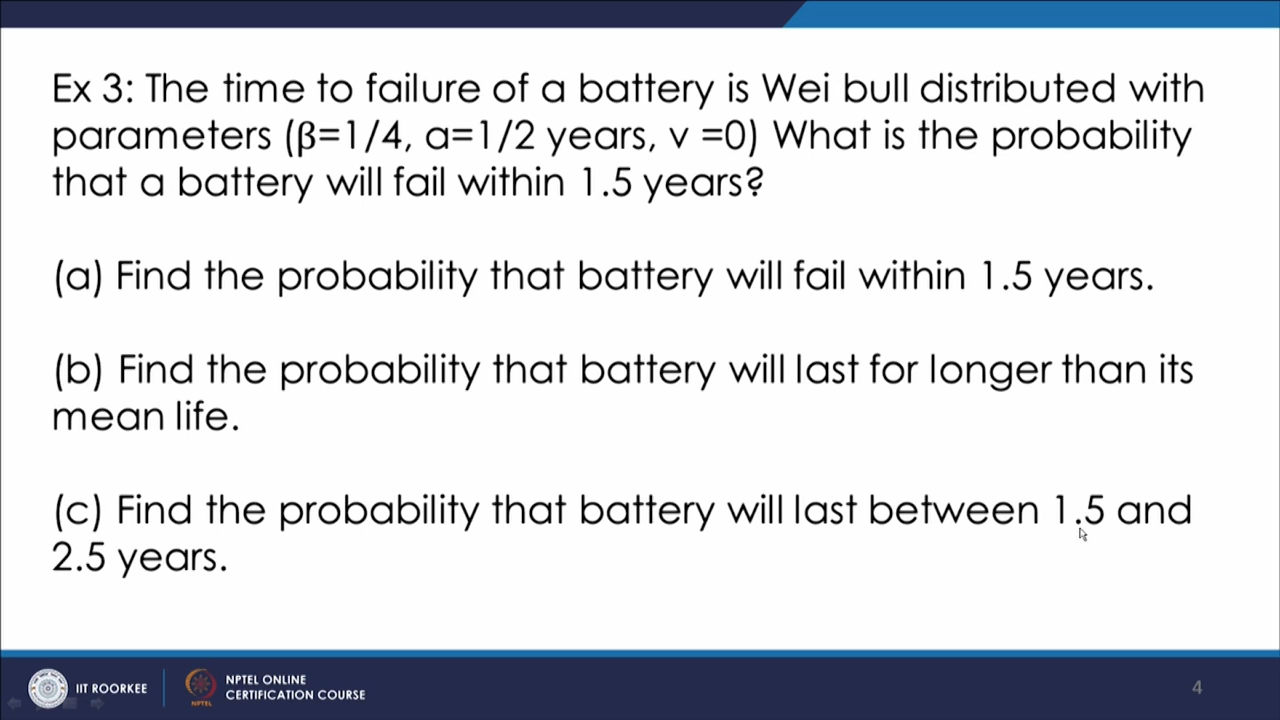 Ex 3: The time to failure of a battery is Wei bull distributed with
parameters (β=1/4, a=1/2 years, v =0) What is the probability
that a battery will fail within 1.5 years?
(a) Find the probability that battery will fail within 1.5 years.
(b) Find the probability that battery will last for longer than its
mean life.
(c) Find the probability that battery will last between 1.5 and
2.5 years.
IIT ROORKEE
NPTEL
NPTEL ONLINE
CERTIFICATION COURSE
4